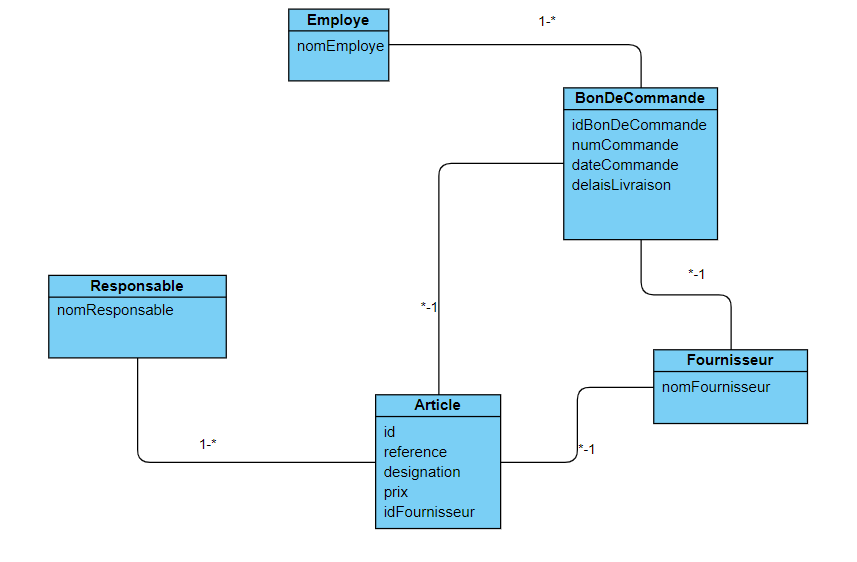 Employe
nomEmploye
1-*
BonDeCommande
idBonDeCommande
numCommande
dateCommande
delaisLivraison
*-1
*-1
Responsable
nomResponsable
1-*
Article
id
reference
designation
prix
idFournisseur
Fournisseur
nomFournisseur
*-1